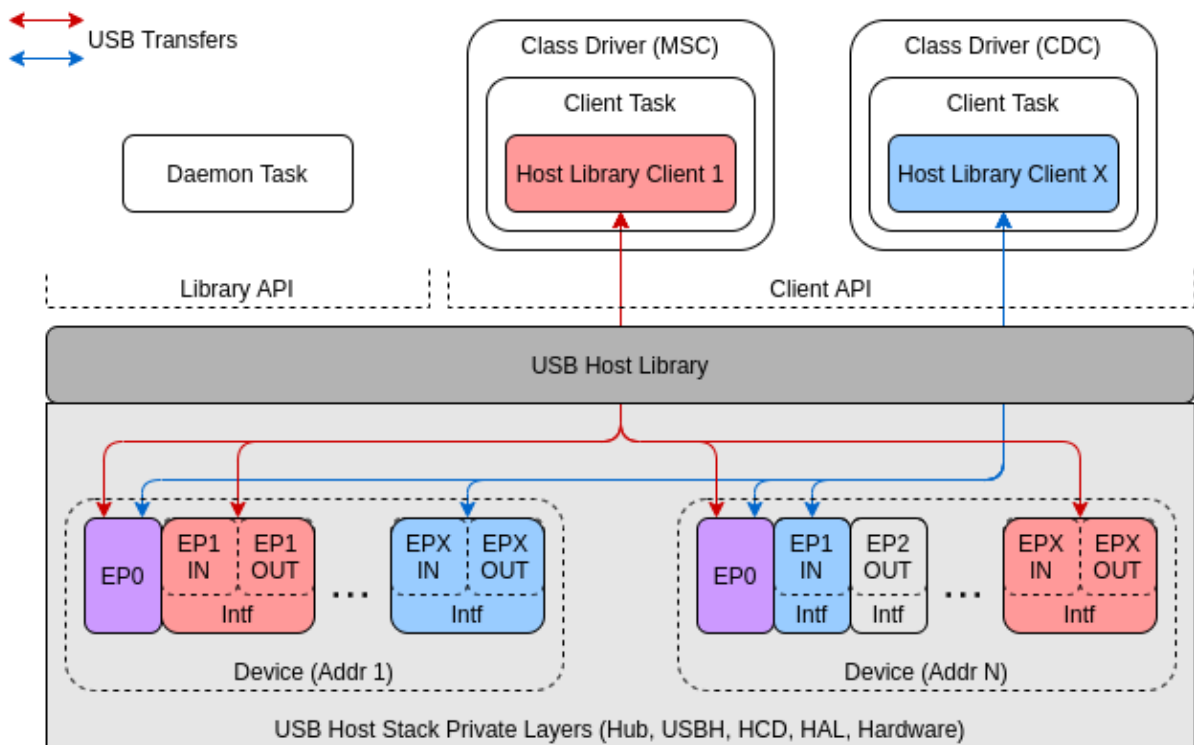 USB Transfers
Class Driver (MSC)
Class Driver (CDC)
Client Task
Client Task
Daemon Task
Host Library Client 1
Host Library Client X
Library API
Client API
USB Host Library
EP0
EP1
IN
EP1
OUT
Intf
...
EPX
IN
EPX
OUT
Intf
Device (Addr 1)
EP0
EP1
IN
Intf
EP2
OUT
Intf
...
EPX
IN
EPX
OUT
Intf
Device (Addr N)
USB Host Stack Private Layers (Hub, USBH, HCD, HAL, Hardware)